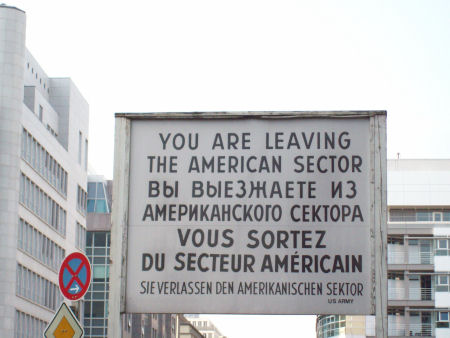 YOU ARE LEAVING
THE AMERICAN SECTOR
ВЫ ВЫЕЗЖАЕТЕ ИЗ
АМЕРИКАНСКОГО СЕКТОРА
VOUS SORTEZ
DU SECTEUR AMÉRICAIN
SIE VERLASSEN DEN AMERIKANISCHEN SEKTOR
US ARMY